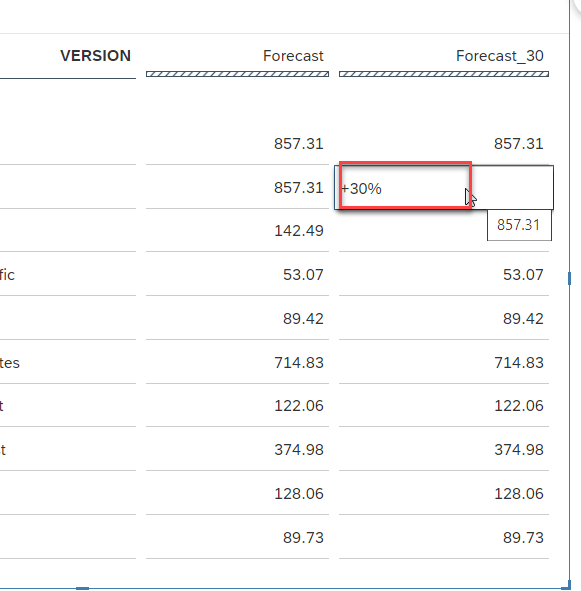 VERSION Forecast Forecast_30
857.31 857.31
857.31 +30%
857.31
142.49
fic 53.07 53.07
89.42 89.42
tes 714.83 714.83
t 122.06 122.06
t 374.98 374.98
128.06 128.06
89.73 89.73